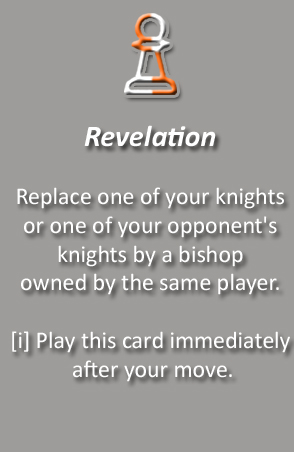 Revelation
Replace one of your knights
or one of your opponent's
knights by a bishop
owned by the same player.
[i] Play this card immediately
after your move.